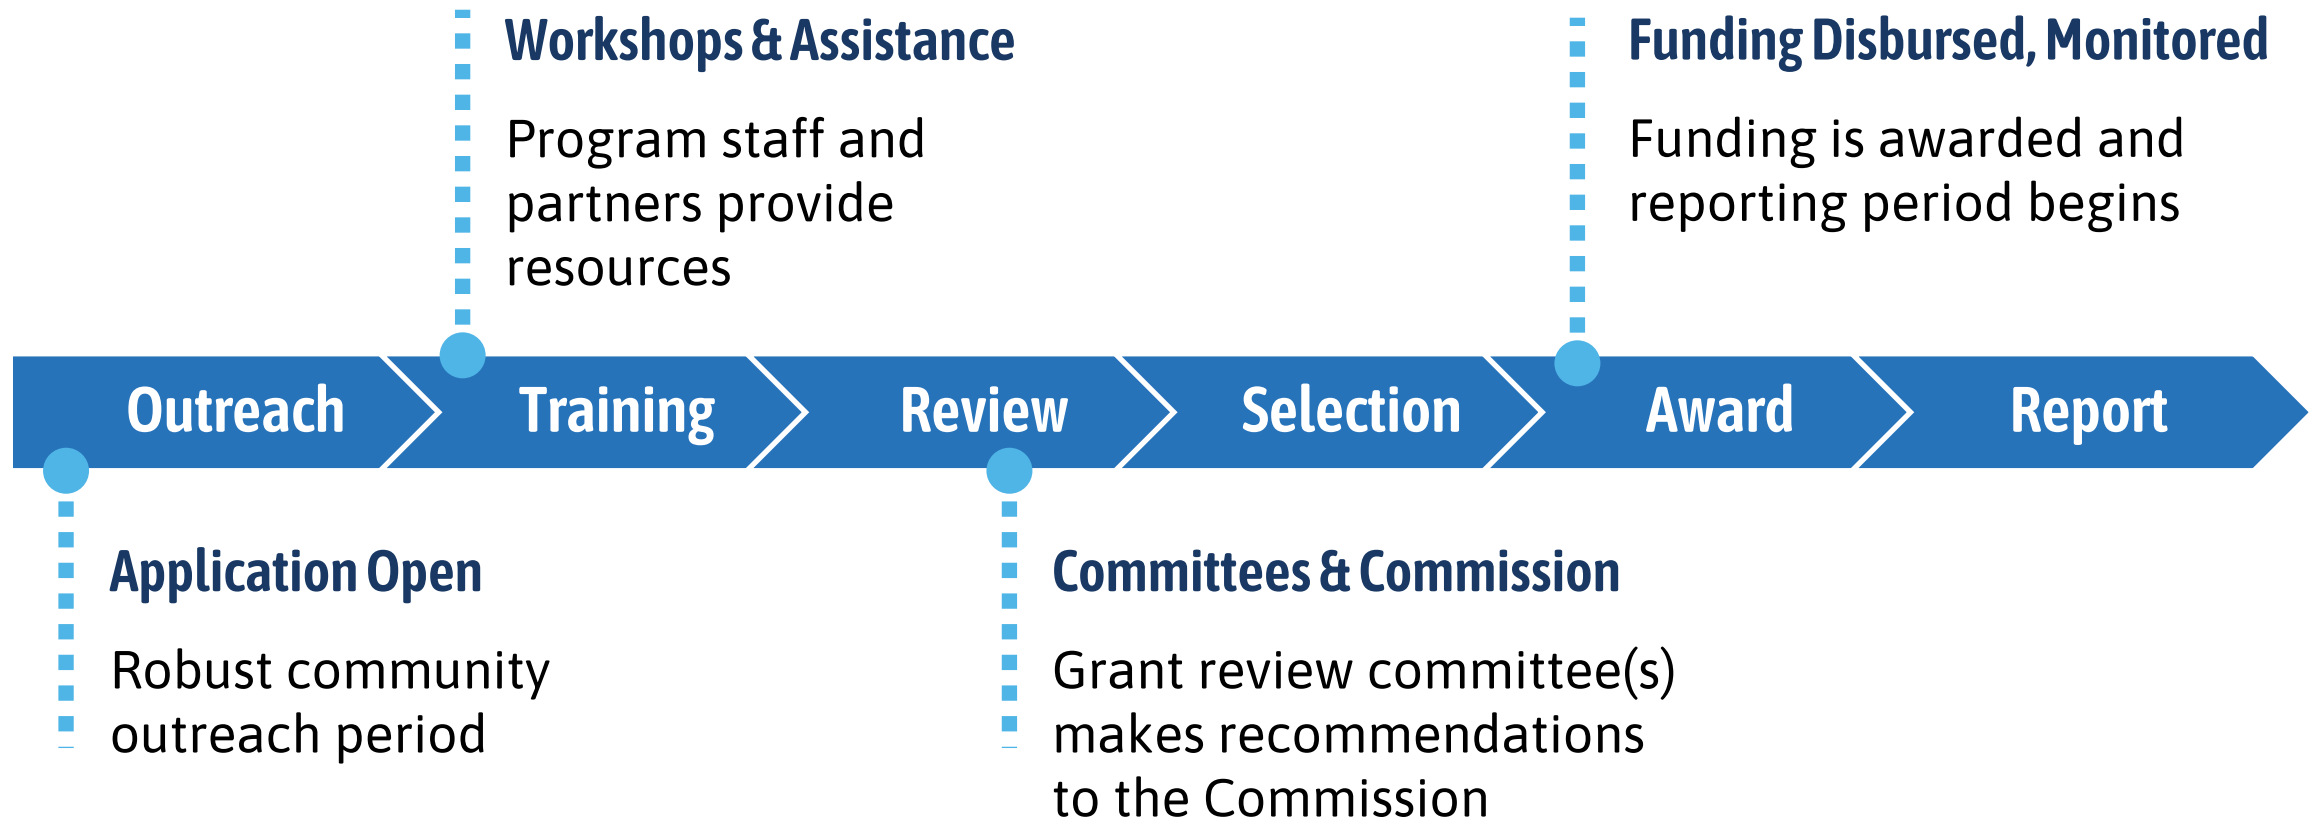 Workshops & Assistance
Program staff and
partners provide
resources
Funding Disbursed, Monitored
Funding is awarded and
reporting period begins
Outreach
Training
Review
Selection
Award
Report
Application Open
Robust community
outreach period
Committees & Commission
Grant review committee(s)
makes recommendations
to the Commission